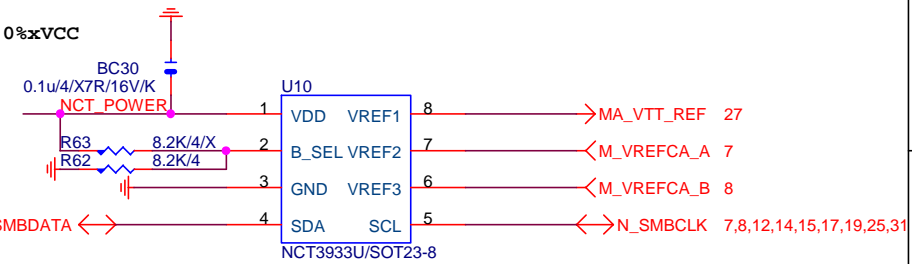 0%xVCC
BC30
0.1u/4/X7R/16V/K
NCT_POWER
U10
1 VDD VREF1 8 MA_VTT_REF 27
R63 8.2K/4/X
2 B_SEL VREF2 7 M_VREFCA_A 7
R62 8.2K/4
3 GND VREF3 6 M_VREFCA_B 8
SMBDATA 4 SDA SCL 5 N_SMBCLK 7,8,12,14,15,17,19,25,31
NCT3933U/SOT23-8